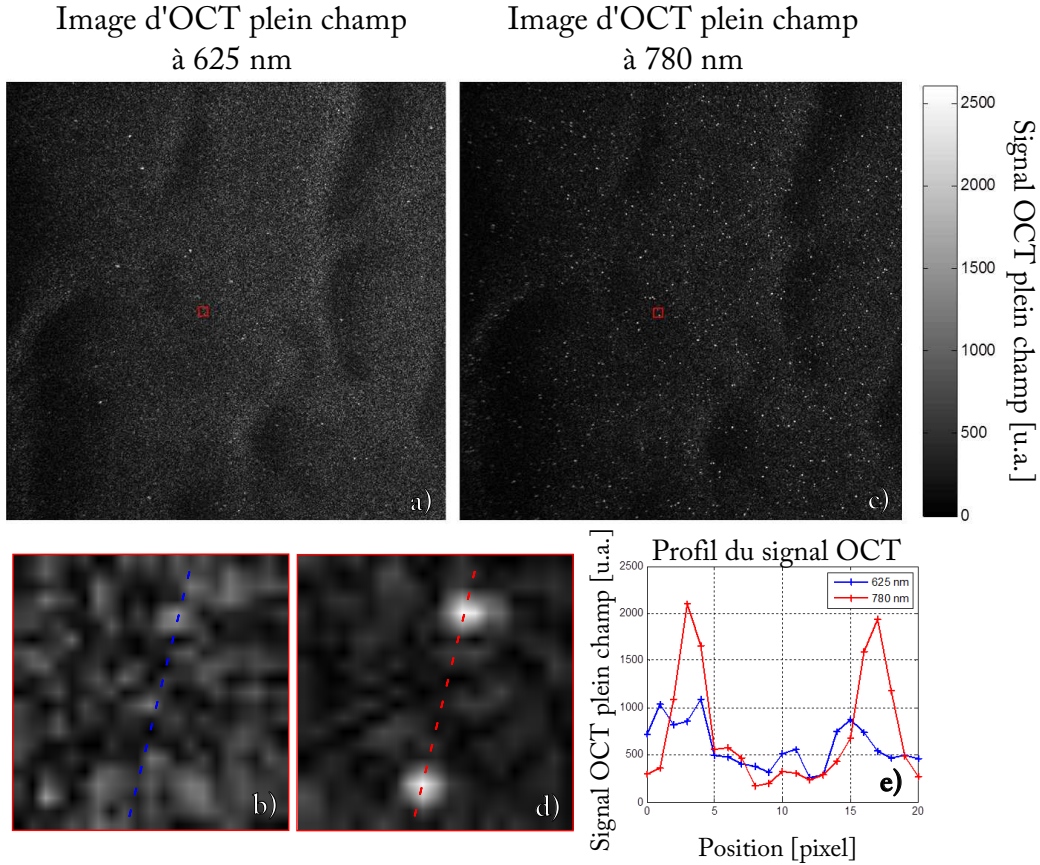 Image d'OCT plein champ
à 625 nm
Image d'OCT plein champ
à 780 nm
a)
c)
2500
2000
1500
1000
500
0
Signal OCT plein champ [u.a.]
b)
d)
Profil du signal OCT
Signal OCT plein champ [u.a.]
2500
2000
1500
1000
500
0
625 nm
780 nm
e)
0
5
10
15
20
Position [pixel]